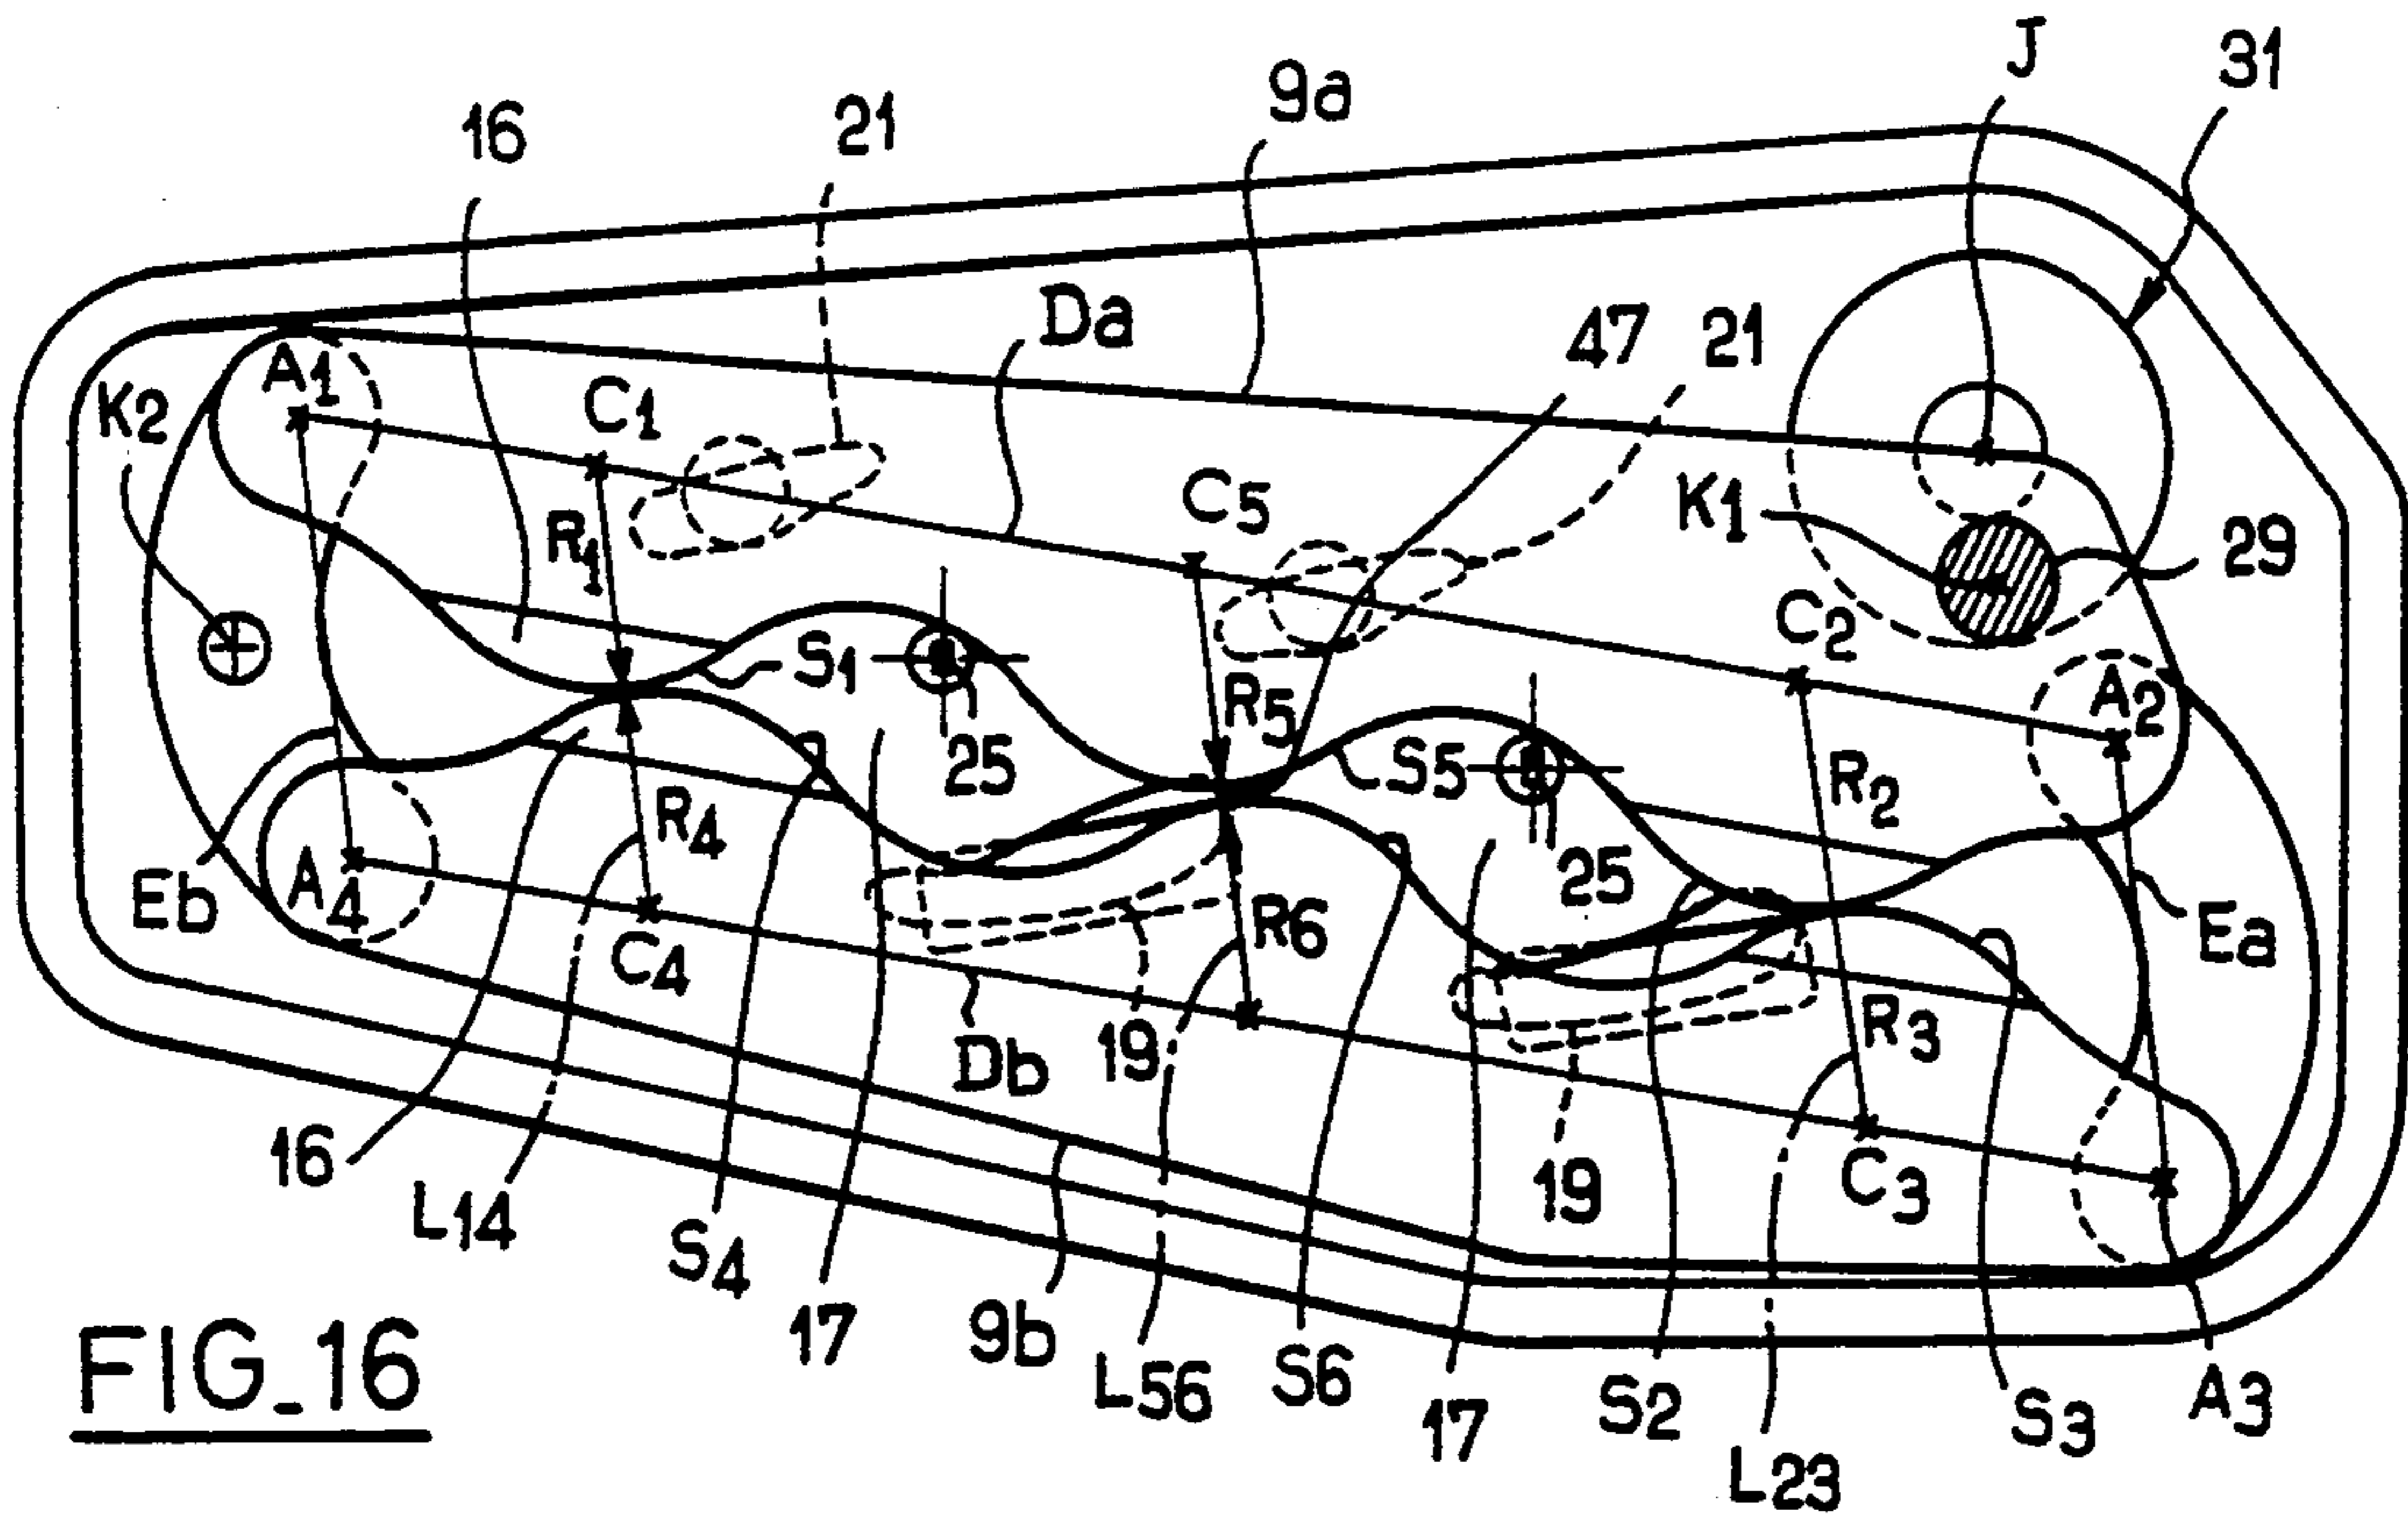 J
31
9a
21
16
Da
47
21
A1
C1
K2
C5
K1
29
R1
C2
S1
A2
R5
25
S5
R2
R4
25
Eb
A4
R6
Ea
C4
R3
19
Db
16
19
C3
L14
S4
17
9b
L56
S6
17
S2
S3
A3
L23
FIG_16